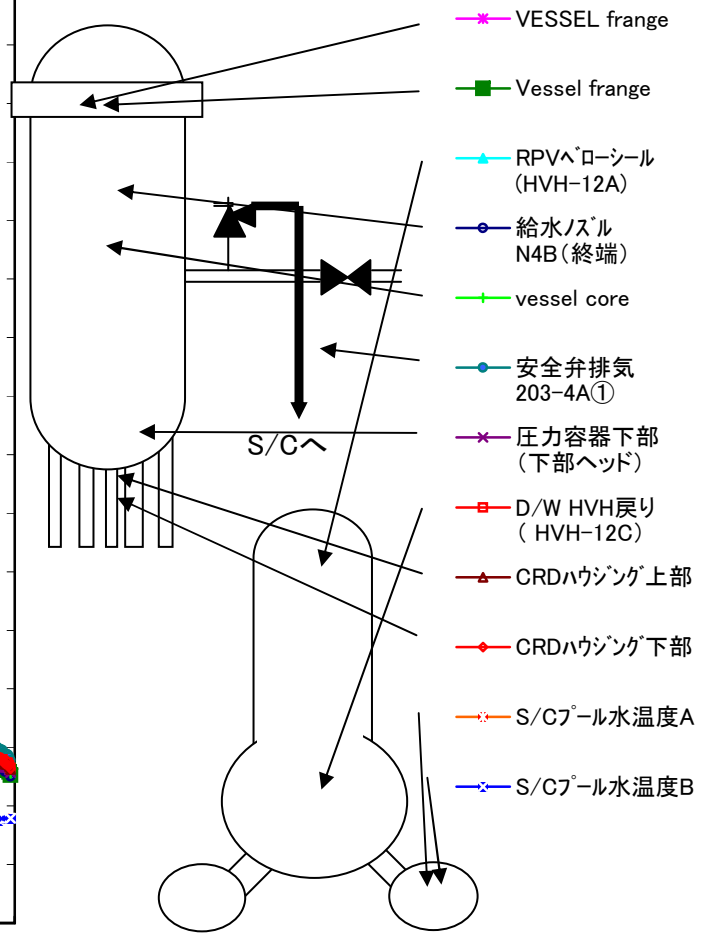 VESSEL frange
Vessel frange
RPVﾍﾞﾛｰｼｰﾙ
(HVH-12A)
給水ﾉｽﾞﾙ
N4B(終端)
vessel core
安全弁排気
203-4A①
圧力容器下部
(下部ヘッド)
D/W HVH戻り
( HVH-12C)
CRDﾊｳｼﾞﾝｸﾞ上部
CRDﾊｳｼﾞﾝｸﾞ下部
S/Cﾌﾟｰﾙ水温度A
S/Cﾌﾟｰﾙ水温度B
S/Cへ